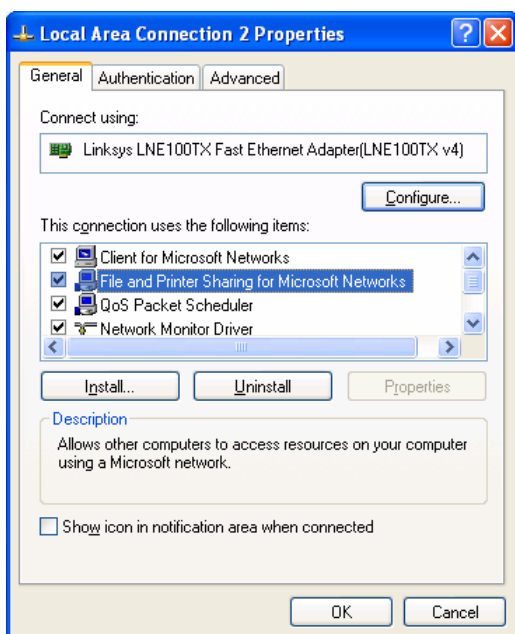 Local Area Connection 2 Properties
General Authentication Advanced
Connect using:
Linksys LNE100TX Fast Ethernet Adapter(LNE100TX v4)
Configure...
This connection uses the following items:
Client for Microsoft Networks
File and Printer Sharing for Microsoft Networks
QoS Packet Scheduler
Network Monitor Driver
Install... Uninstall Properties
Description
Allows other computers to access resources on your computer
using a Microsoft network.
Show icon in notification area when connected
OK Cancel